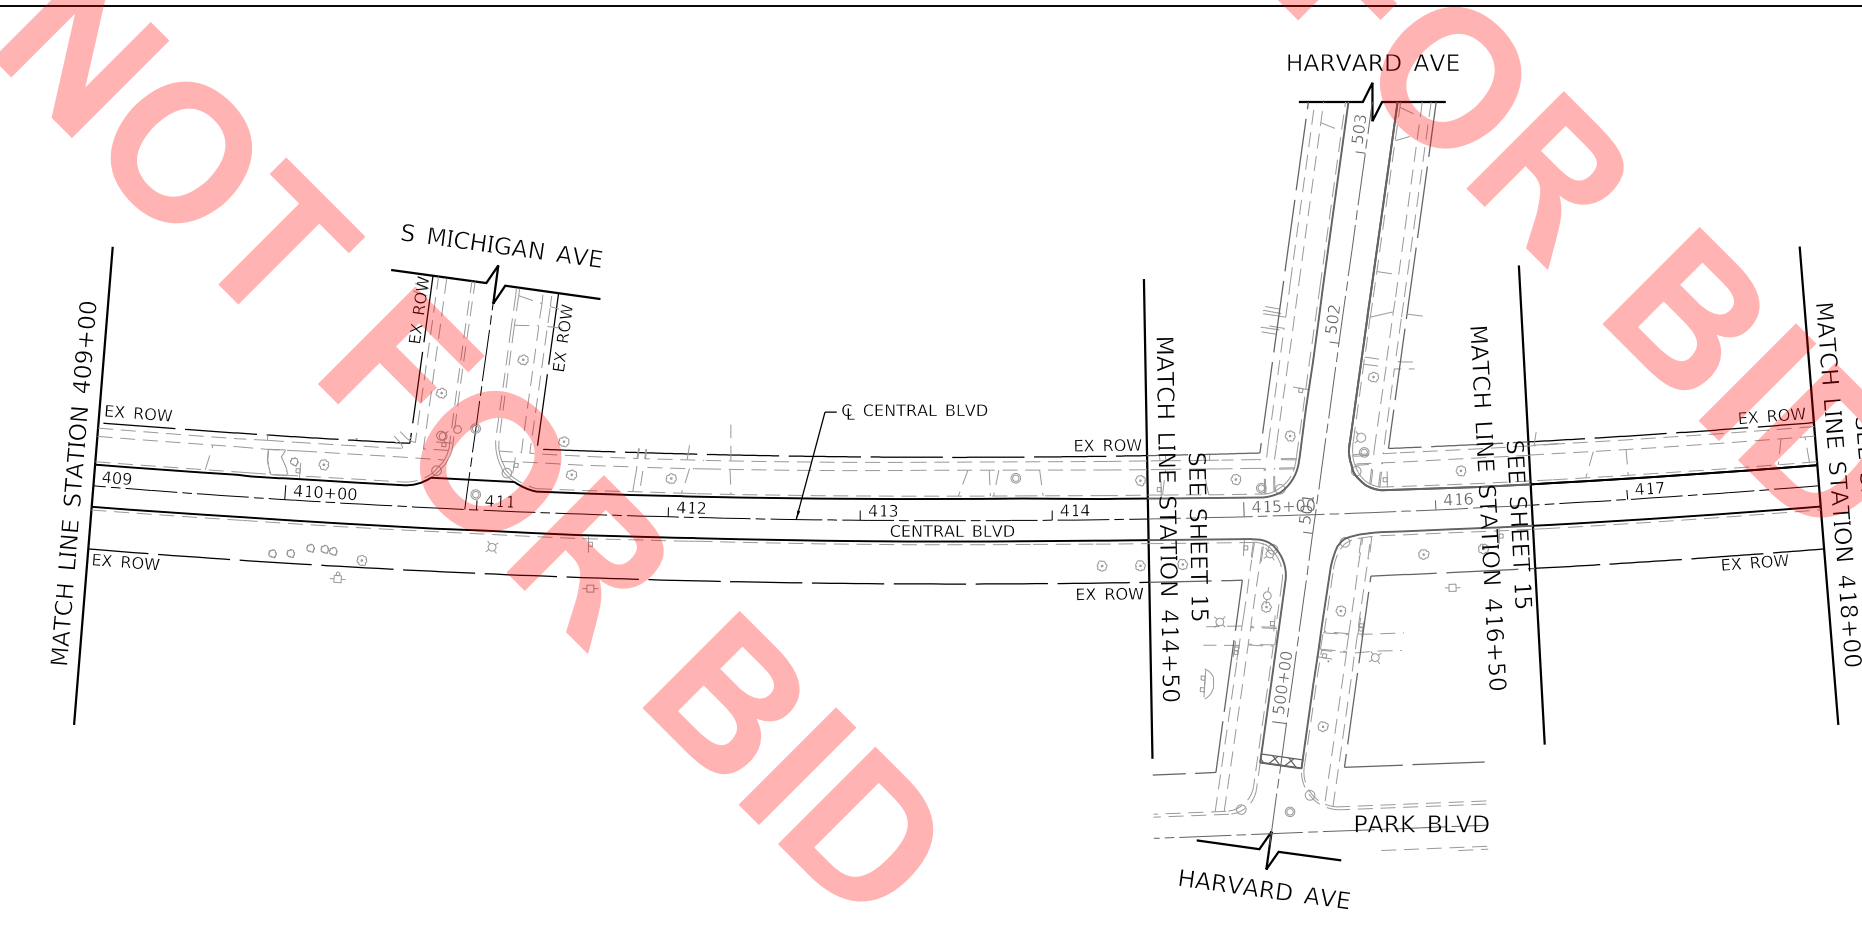 NOT FOR BID
FOR BID
HARVARD AVE
503
S MICHIGAN AVE
EX ROW
EX ROW
502
MATCH LINE STATION 409+00
EX ROW
409
410+00
411
412
413
414
℄ CENTRAL BLVD
CENTRAL BLVD
EX ROW
EX ROW
EX ROW
MATCH LINE STATION 414+50
SEE SHEET 15
415+00
501
416
MATCH LINE STATION 416+50
SEE SHEET 15
417
EX ROW
EX ROW
MATCH LINE STATION 418+00
500+00
PARK BLVD
HARVARD AVE